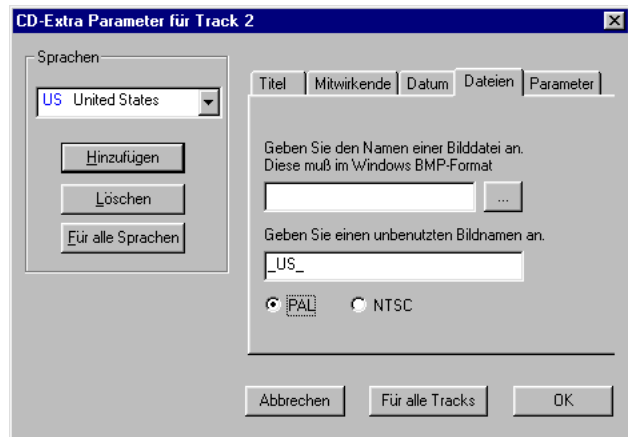 CD-Extra Parameter für Track 2
Sprachen
US United States
Hinzufügen
Löschen
Für alle Sprachen
Titel Mitwirkende Datum Dateien Parameter
Geben Sie den Namen einer Bilddatei an.
Diese muß im Windows BMP-Format
...
Geben Sie einen unbenutzten Bildnamen an.
_US_
PAL NTSC
Abbrechen Für alle Tracks OK